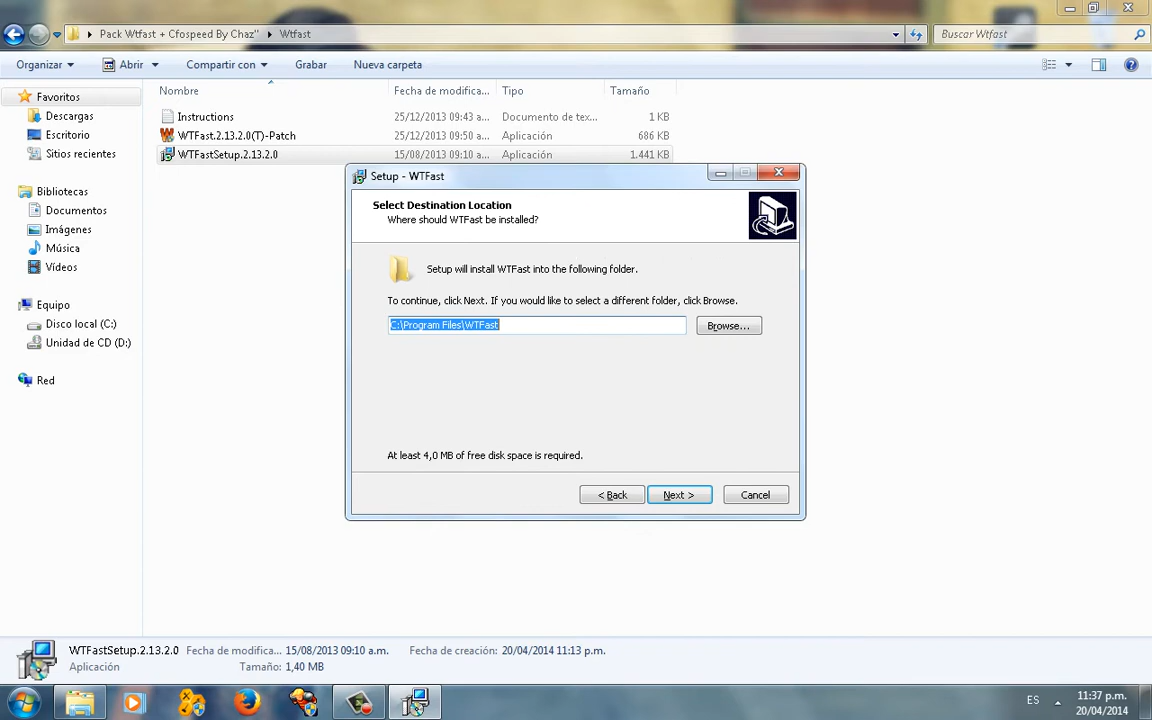 Pack Wtfast + Cfospeed By Chaz" Wtfast
Buscar Wtfast
Organizar Abrir Compartir con Grabar Nueva carpeta
Favoritos
Descargas
Escritorio
Sitios recientes
Bibliotecas
Documentos
Imágenes
Música
Vídeos
Equipo
Disco local (C:)
Unidad de CD (D:)
Red
Nombre Fecha de modifica... Tipo Tamaño
Instructions 25/12/2013 09:43 a... Documento de tex... 1 KB
WTFast.2.13.2.0(T)-Patch 25/12/2013 09:50 a... Aplicación 686 KB
WTFastSetup.2.13.2.0 15/08/2013 09:10 a... Aplicación 1.441 KB
Setup - WTFast
Select Destination Location
Where should WTFast be installed?
Setup will install WTFast into the following folder.
To continue, click Next. If you would like to select a different folder, click Browse.
C:\Program Files\WTFast Browse...
At least 4,0 MB of free disk space is required.
< Back Next > Cancel
WTFastSetup.2.13.2.0 Fecha de modifica... 15/08/2013 09:10 a.m. Fecha de creación: 20/04/2014 11:13 p.m.
Aplicación Tamaño: 1,40 MB
ES 11:37 p.m.
20/04/2014